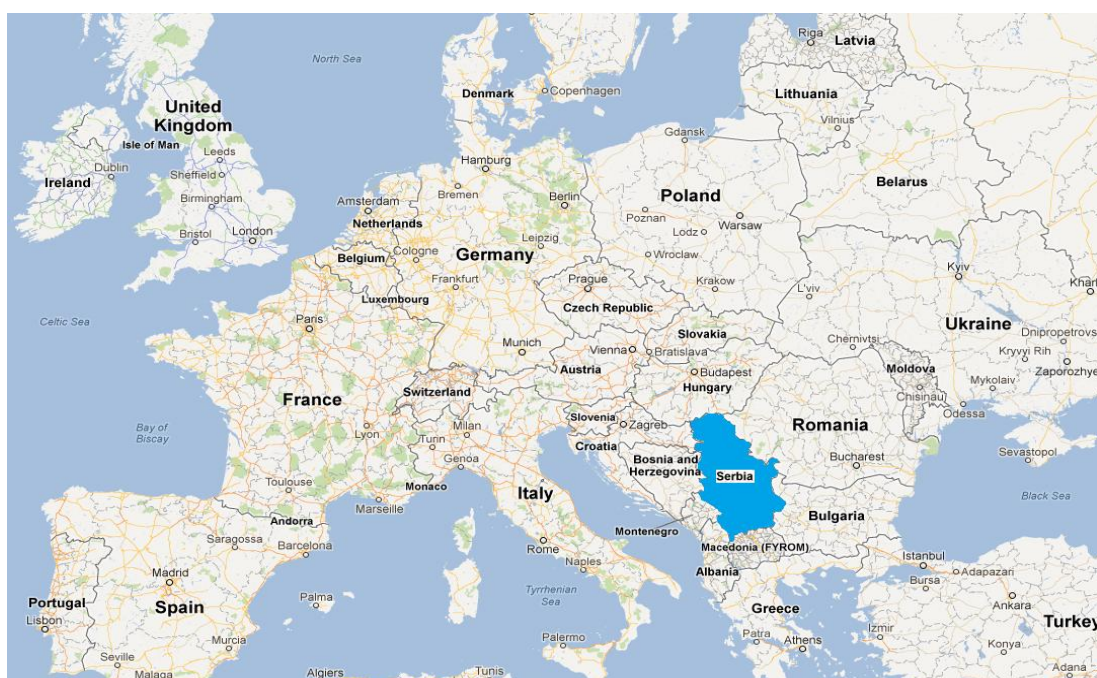 Riga
Latvia
North Sea
Denmark
Copenhagen
Lithuania
Vilnius
United
Kingdom
Isle of Man
Leeds
Dublin
Sheffield
Ireland
Birmingham
Gdansk
Hamburg
Bremen
Berlin
Poland
Belarus
Amsterdam
Netherlands
Poznan
Warsaw
Bristol
London
Lodz
Leipzig
Belgium
Cologne
Germany
Wroclaw
Kyiv
Frankfurt
Prague
Krakow
L'viv
Khar
Luxembourg
Czech Republic
Celtic Sea
Paris
Slovakia
Ukraine
Dnipropetrovs
Chernivtsi
Munich
Vienna
Bratislava
Kryvyi Rih
Austria
Budapest
Moldova
Zaporozhye
Switzerland
Hungary
Chisinau
Mykolaiv
France
Slovenia
Odessa
Zagreb
Romania
Bay of
Biscay
Lyon
Milan
Turin
Croatia
Bosnia and
Herzegovina
Bucharest
Sevastopol
Genoa
Serbia
Toulouse
Monaco
Italy
Black Sea
Marseille
Andorra
Bulgaria
Montenegro
Saragossa
Barcelona
Rome
Macedonia (FYROM)
Istanbul
Naples
Albania
Adapazari
Madrid
Bursa
Palma
Tyrrhenian
Sea
Ankara
Portugal
Spain
Greece
Lisbon
Turkey
Izmir
Murcia
Palermo
Patra
Athens
Konya
Seville
Malaga
Algiers
Tunis
Adana